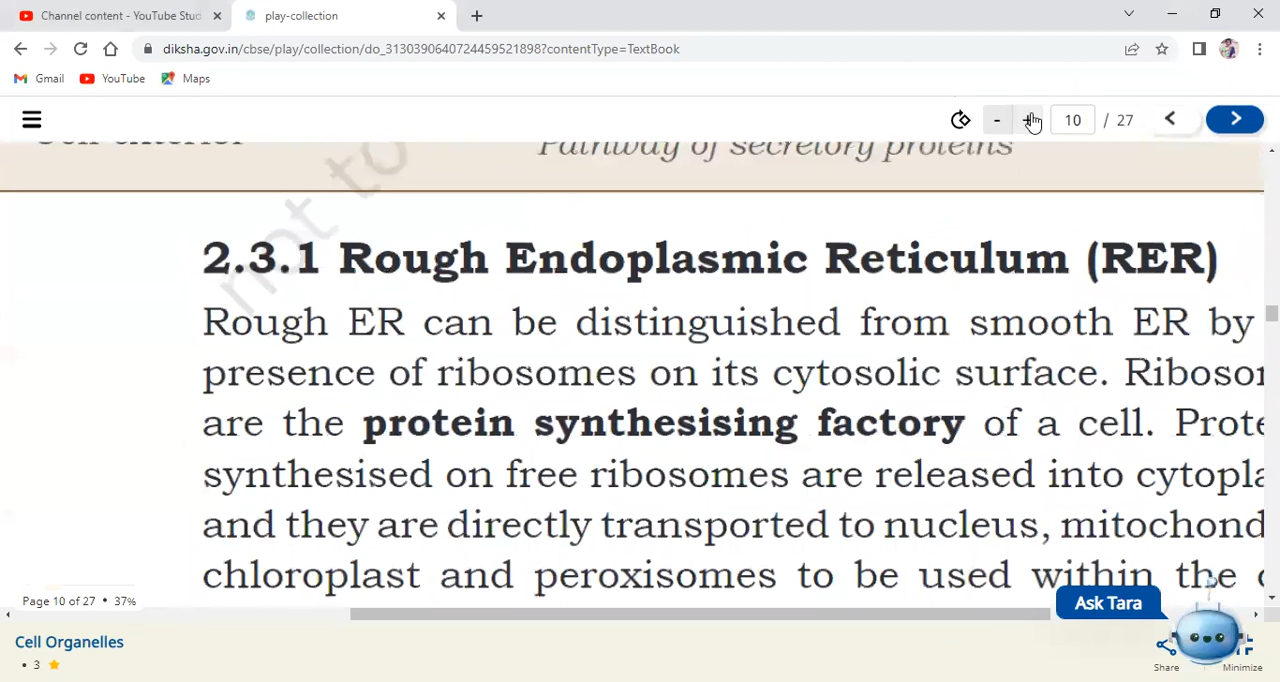 Channel content - YouTube Stud
play-collection
diksha.gov.in/cbse/play/collection/do_31303906407244595211898?contentType=TextBook
Gmail YouTube Maps
- + 10 / 27
Pathway of secretory proteins
not to
2.3.1 Rough Endoplasmic Reticulum (RER)
Rough ER can be distinguished from smooth ER by
presence of ribosomes on its cytosolic surface. Riboso
are the protein synthesising factory of a cell. Prote
synthesised on free ribosomes are released into cytopla
and they are directly transported to nucleus, mitochond
chloroplast and peroxisomes to be used within the
Page 10 of 27 • 37%
Ask Tara
Cell Organelles
• 3
Share
Minimize